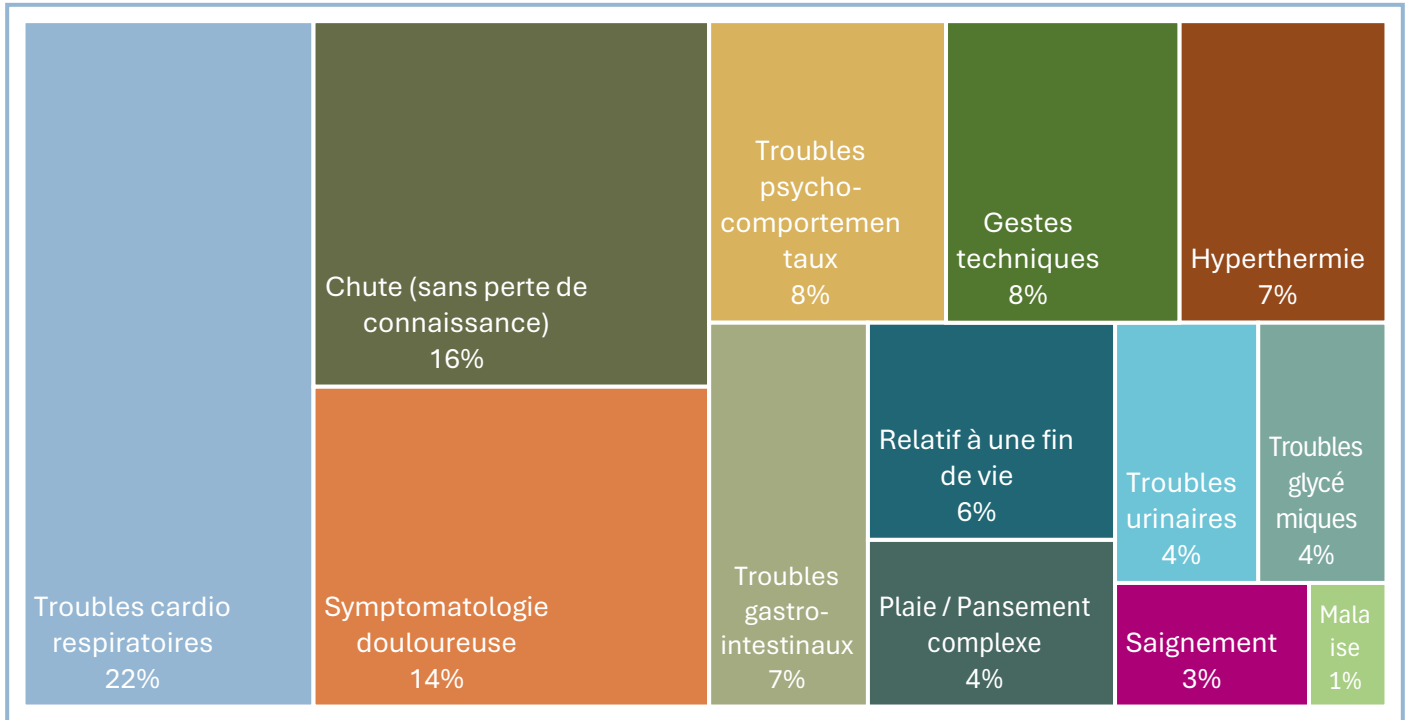 Troubles cardio
respiratoires
22%
Chute (sans perte de
connaissance)
16%
Symptomatologie
douloureuse
14%
Troubles
psycho-
comportemen
taux
8%
Gestes
techniques
8%
Hyperthermie
7%
Troubles
gastro-
intestinaux
7%
Relatif à une fin
de vie
6%
Plaie / Pansement
complexe
4%
Troubles
urinaires
4%
Troubles
glycé
miques
4%
Saignement
3%
Mala
ise
1%